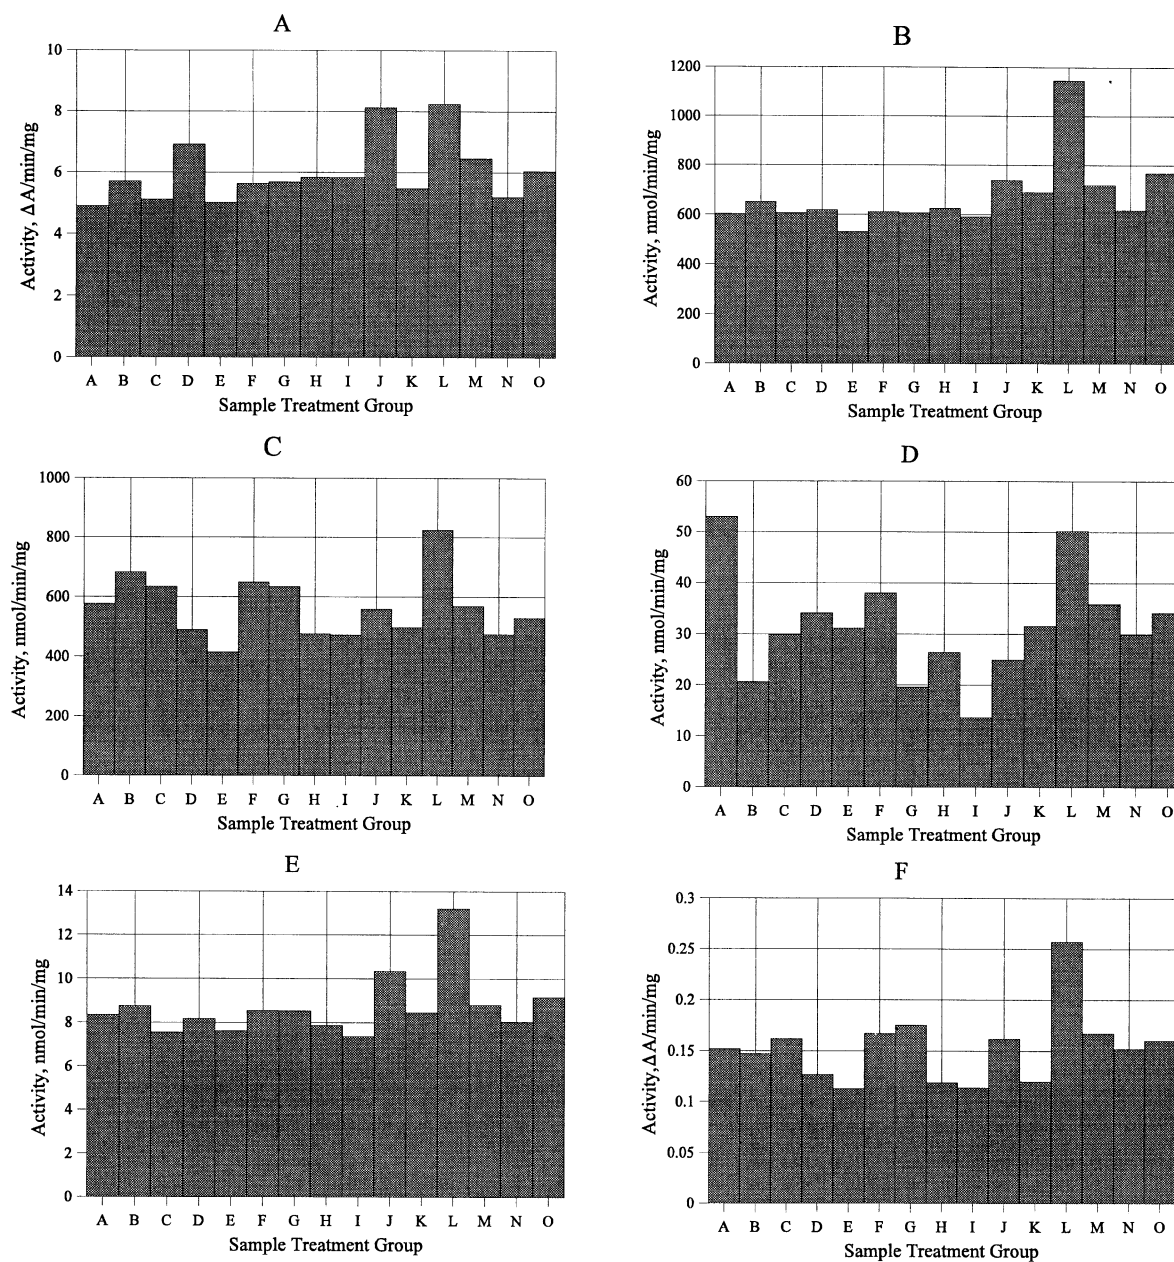 A
10
8
6
4
2
0
Activity, ΔA/min/mg
A B C D E F G H I J K L M N O
Sample Treatment Group
B
1200
1000
800
600
400
200
0
Activity, nmol/min/mg
A B C D E F G H I J K L M N O
Sample Treatment Group
C
1000
800
600
400
200
0
Activity, nmol/min/mg
A B C D E F G H I J K L M N O
Sample Treatment Group
D
60
50
40
30
20
10
0
Activity, nmol/min/mg
A B C D E F G H I J K L M N O
Sample Treatment Group
E
14
12
10
8
6
4
2
0
Activity, nmol/min/mg
A B C D E F G H I J K L M N O
Sample Treatment Group
F
0.3
0.25
0.2
0.15
0.1
0.05
0
Activity,ΔA/min/mg
A B C D E F G H I J K L M N O
Sample Treatment Group